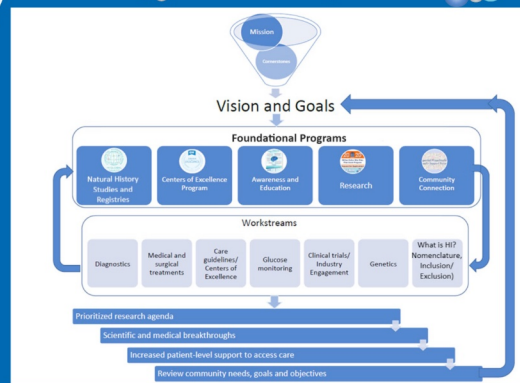 Mission
Cornerstones
Vision and Goals
Foundational Programs
Natural History
Studies and
Registries
Centers of Excellence
Program
Awareness and
Education
Research
Community
Connection
Workstreams
Diagnostics
Medical and
surgical
treatments
Care
guidelines/
Centers of
Excellence
Glucose
monitoring
Clinical trials/
Industry
Engagement
Genetics
What is HI?
Nomenclature,
Inclusion/
Exclusion)
Prioritized research agenda
Scientific and medical breakthroughs
Increased patient-level support to access care
Review community needs, goals and objectives